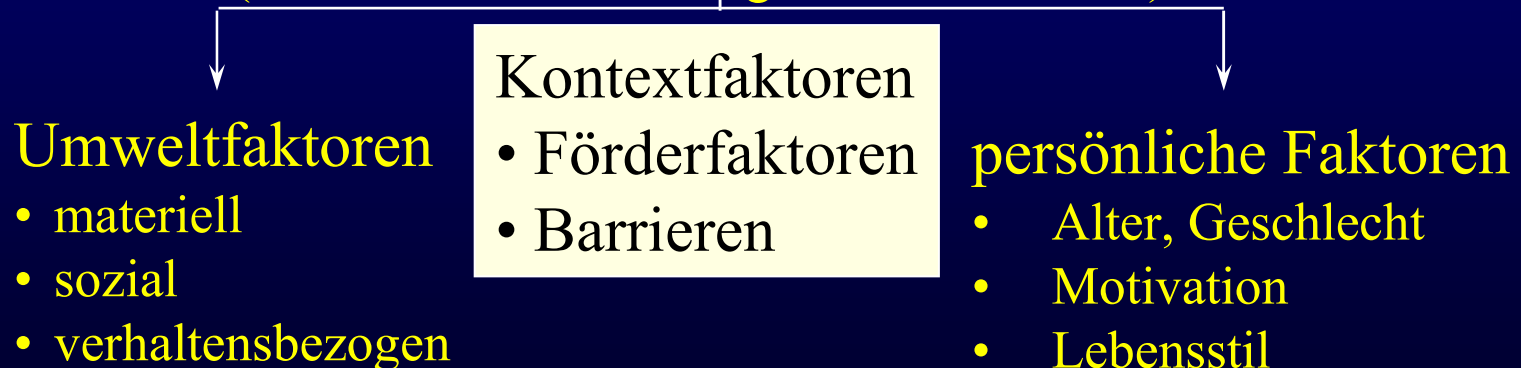 Umweltfaktoren
• materiell
• sozial
• verhaltensbezogen
Kontextfaktoren
• Förderfaktoren
• Barrieren
persönliche Faktoren
• Alter, Geschlecht
• Motivation
• Lebensstil